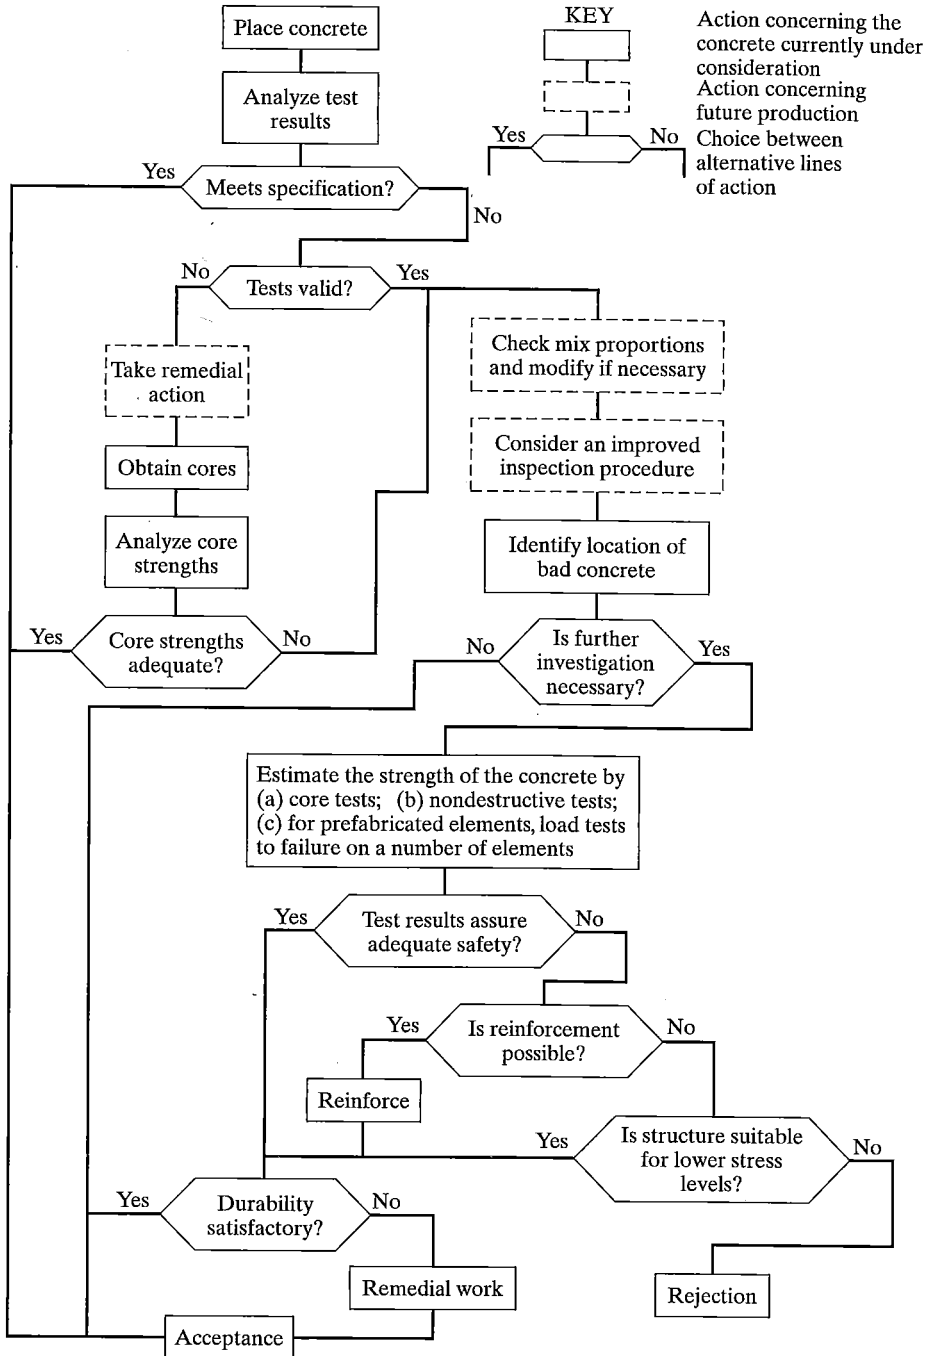 Place concrete
KEY
Action concerning the
concrete currently under
consideration
Analyze test
results
Action concerning
future production
Yes
No
Choice between
alternative lines
of action
Yes
Meets specification?
No
No
Tests valid?
Yes
Check mix proportions
and modify if necessary
Take remedial
action
Consider an improved
inspection procedure
Obtain cores
Identify location of
bad concrete
Analyze core
strengths
Yes
Core strengths
adequate?
No
No
Is further
investigation
necessary?
Yes
Estimate the strength of the concrete by
(a) core tests; (b) nondestructive tests;
(c) for prefabricated elements, load tests
to failure on a number of elements
Yes
Test results assure
adequate safety?
No
Yes
Is reinforcement
possible?
No
Reinforce
Yes
Is structure suitable
for lower stress
levels?
No
Yes
Durability
satisfactory?
No
Remedial work
Rejection
Acceptance